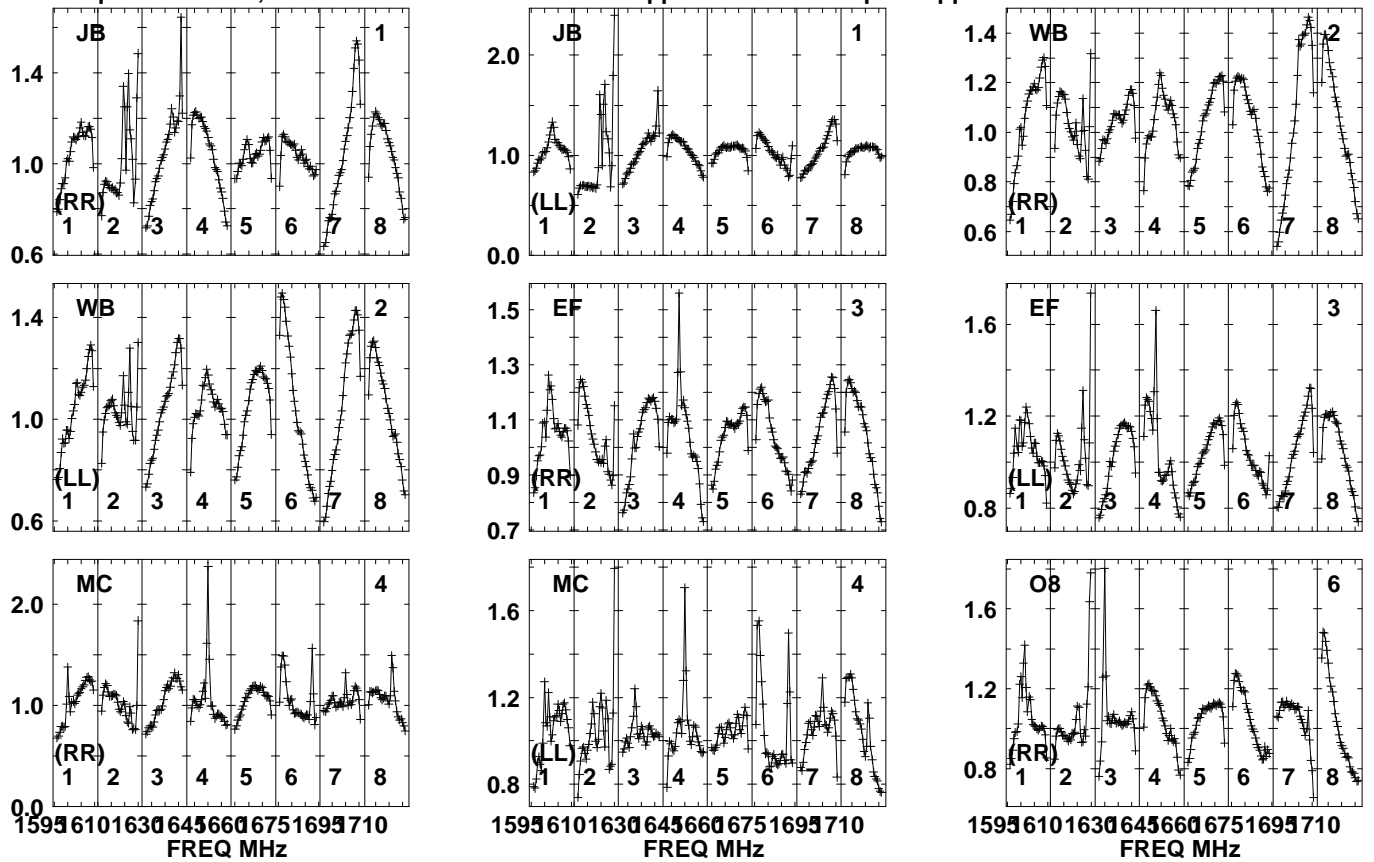 JB 1
1.4
1.0
0.6
(RR)
1 2 3 4 5 6 7 8
JB 1
2.0
1.0
0.0
(LL)
1 2 3 4 5 6 7 8
WB 2
1.4
1.2
1.0
0.8
0.6
(RR)
1 2 3 4 5 6 7 8
WB 2
1.4
1.0
0.6
(LL)
1 2 3 4 5 6 7 8
EF 3
1.5
1.3
1.1
0.9
0.7
(RR)
1 2 3 4 5 6 7 8
EF 3
1.6
1.2
0.8
(LL)
1 2 3 4 5 6 7 8
MC 4
2.0
1.0
0.0
(RR)
1 2 3 4 5 6 7 8
1595 1610 1630 1645 1660 1675 1695 1710
FREQ MHz
MC 4
1.6
1.2
0.8
(LL)
1 2 3 4 5 6 7 8
1595 1610 1630 1645 1660 1675 1695 1710
FREQ MHz
O8 6
1.6
1.2
0.8
(RR)
1 2 3 4 5 6 7 8
1595 1610 1630 1645 1660 1675 1695 1710
FREQ MHz